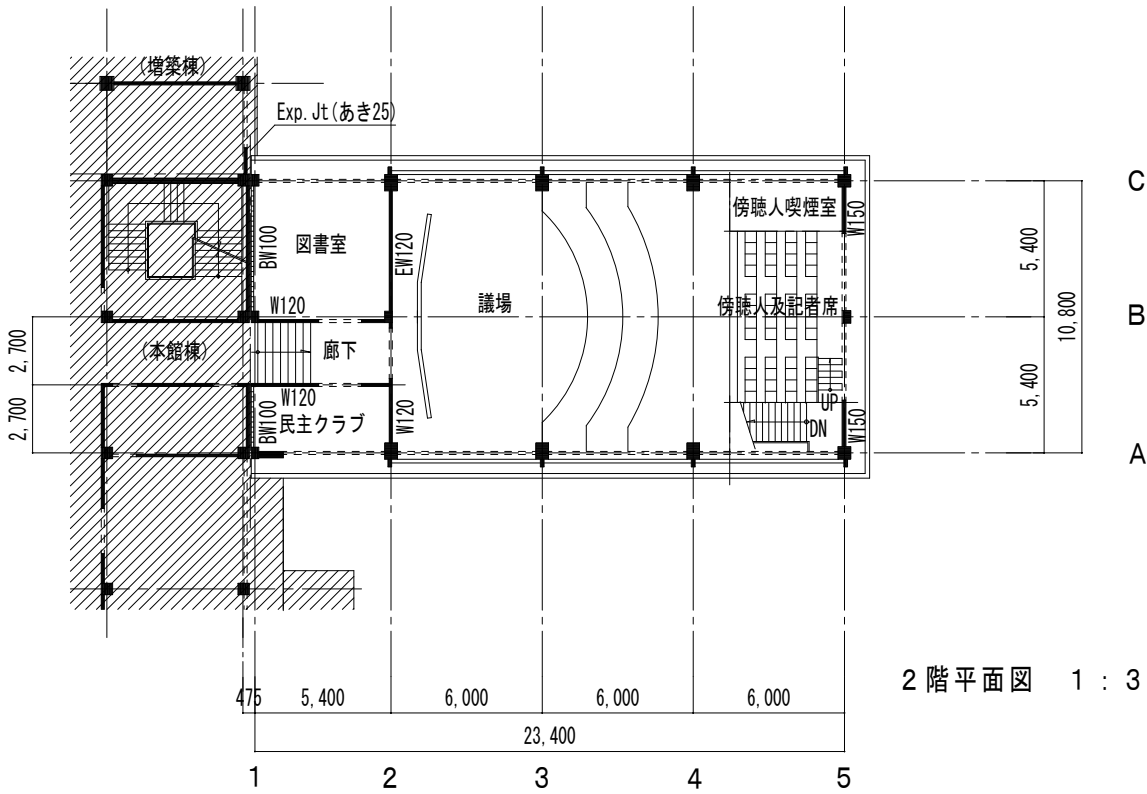 (増築棟)
Exp. Jt(あき25)
C
傍聴人喫煙室
W150
図書室
BW100
EW120
5,400
議場
傍聴人及記者席
W120
B
10,800
2,700
(本館棟)
廊下
5,400
2,700
W120
民主クラブ
BW100
W120
UP
DN
W150
A
2階平面図 1 : 3
475
5,400
6,000
6,000
6,000
23,400
1
2
3
4
5